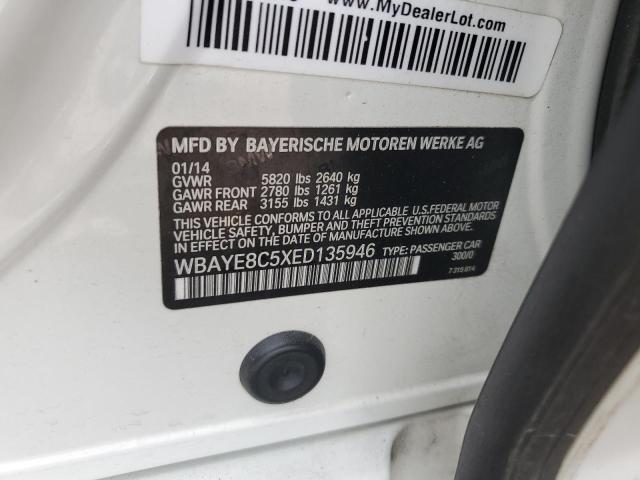 www.MyDealerLot.com
MFD BY BAYERISCHE MOTOREN WERKE AG
01/14
GVWR 5820 lbs 2640 kg
GAWR FRONT 2780 lbs 1261 kg
GAWR REAR 3155 lbs 1431 kg
THIS VEHICLE CONFORMS TO ALL APPLICABLE U.S.FEDERAL MOTOR
VEHICLE SAFETY, BUMPER AND THEFT PREVENTION STANDARDS
IN EFFECT ON THE DATE OF MANUFACTURE SHOWN ABOVE.
WBAYE8C5XED135946 TYPE: PASSENGER CAR
300/0
7 315 814